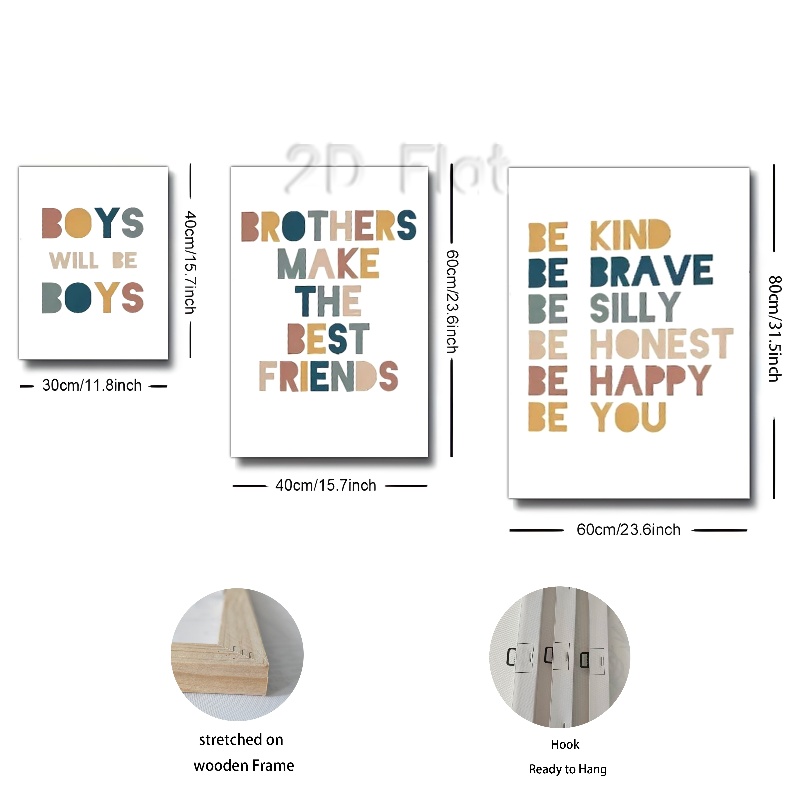 2D Flat
BOYS
WILL BE
BOYS
40cm/15.7inch
30cm/11.8inch
BROTHERS
MAKE
THE
BEST
FRIENDS
60cm/23.6inch
40cm/15.7inch
BE KIND
BE BRAVE
BE SILLY
BE HONEST
BE HAPPY
BE YOU
80cm/31.5inch
60cm/23.6inch
stretched on
wooden Frame
Hook
Ready to Hang